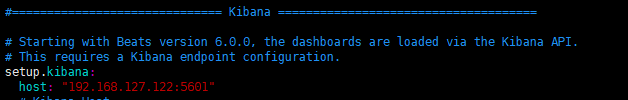 #============================== Kibana =====================================
# Starting with Beats version 6.0.0, the dashboards are loaded via the Kibana API.
# This requires a Kibana endpoint configuration.
setup.kibana:
host: "192.168.127.122:5601"
# Kibana Host